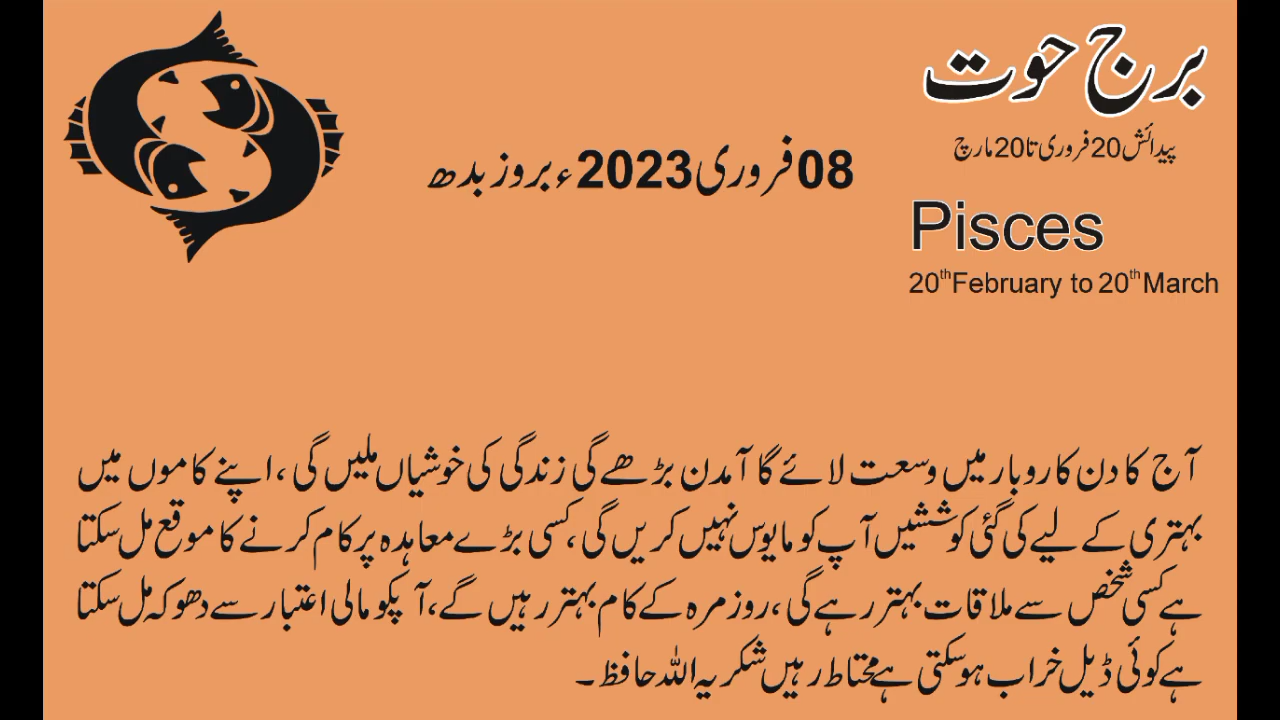 برج حوت
پیدائش 20 فروری تا 20 مارچ
08 فروری 2023ء بروز بدھ
Pisces
20th February to 20th March
آج کا دن کاروبار میں وسعت لائے گا آمدن بڑھے گی زندگی کی خوشیاں ملیں گی ، اپنے کاموں میں
بہتری کے لیے کی گئی کوششیں آپ کو مایوس نہیں کریں گی ، کسی بڑے معاہدہ پر کام کرنے کا موقع مل سکتا
ہے کسی شخص سے ملاقات بہتر رہے گی ، روز مرہ کے کام بہتر رہیں گے، آپکو مالی اعتبار سے دھوکہ مل سکتا
ہے کوئی ڈیل خراب ہو سکتی ہے محتاط رہیں شکریہ اللہ حافظ ۔